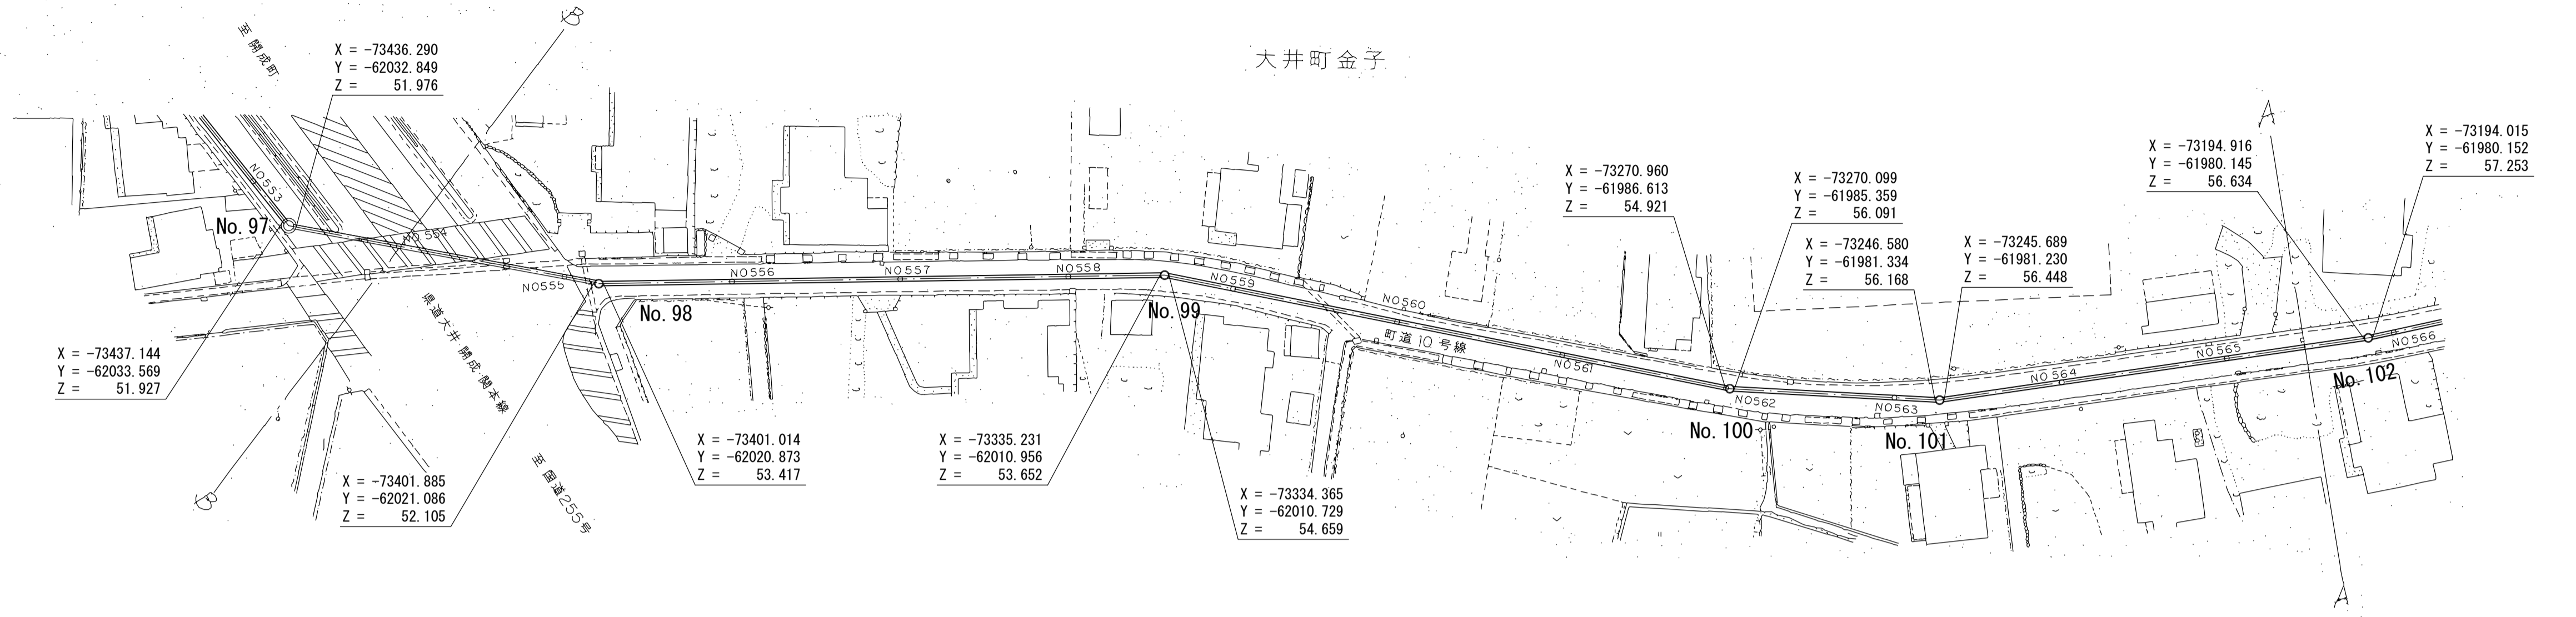 大井町金子
至 開成町
B
X = -73436.290
Y = -62032.849
Z = 51.976
NO553
No.97
NO554
X = -73437.144
Y = -62033.569
Z = 51.927
B
県道大井 開成 関本線
至 国道255号
NO555
No.98
X = -73401.885
Y = -62021.086
Z = 52.105
X = -73401.014
Y = -62020.873
Z = 53.417
NO556
NO557
NO558
No.99
X = -73335.231
Y = -62010.956
Z = 53.652
X = -73334.365
Y = -62010.729
Z = 54.659
NO559
NO560
町道10号線
NO561
X = -73270.960
Y = -61986.613
Z = 54.921
X = -73270.099
Y = -61985.359
Z = 56.091
NO562
No.100
X = -73246.580
Y = -61981.334
Z = 56.168
X = -73245.689
Y = -61981.230
Z = 56.448
NO563
No.101
NO564
NO565
X = -73194.916
Y = -61980.145
Z = 56.634
X = -73194.015
Y = -61980.152
Z = 57.253
NO566
No.102
A
A